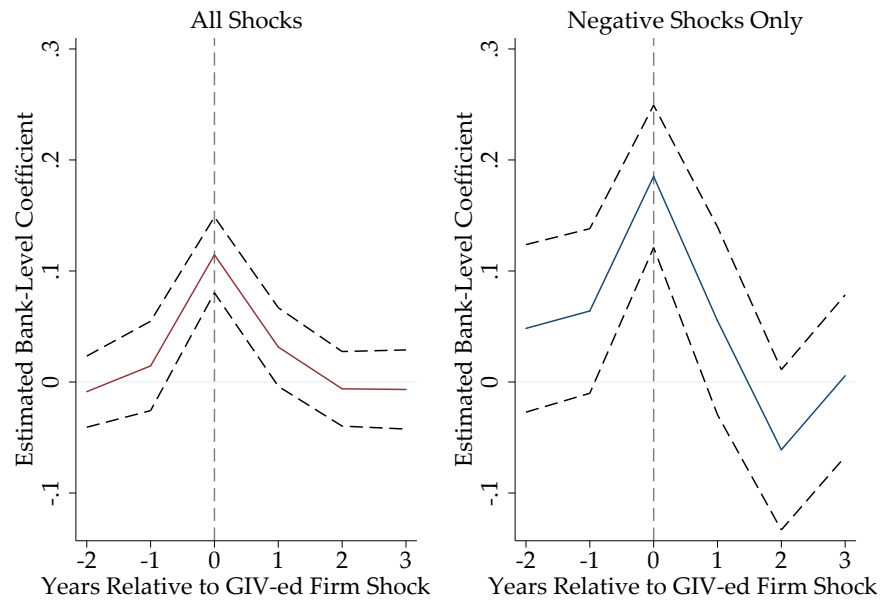 All Shocks
Estimated Bank-Level Coefficient
.3
.2
.1
0
-.1
-2 -1 0 1 2 3
Years Relative to GIV-ed Firm Shock
Negative Shocks Only
Estimated Bank-Level Coefficient
.3
.2
.1
0
-.1
-2 -1 0 1 2 3
Years Relative to GIV-ed Firm Shock